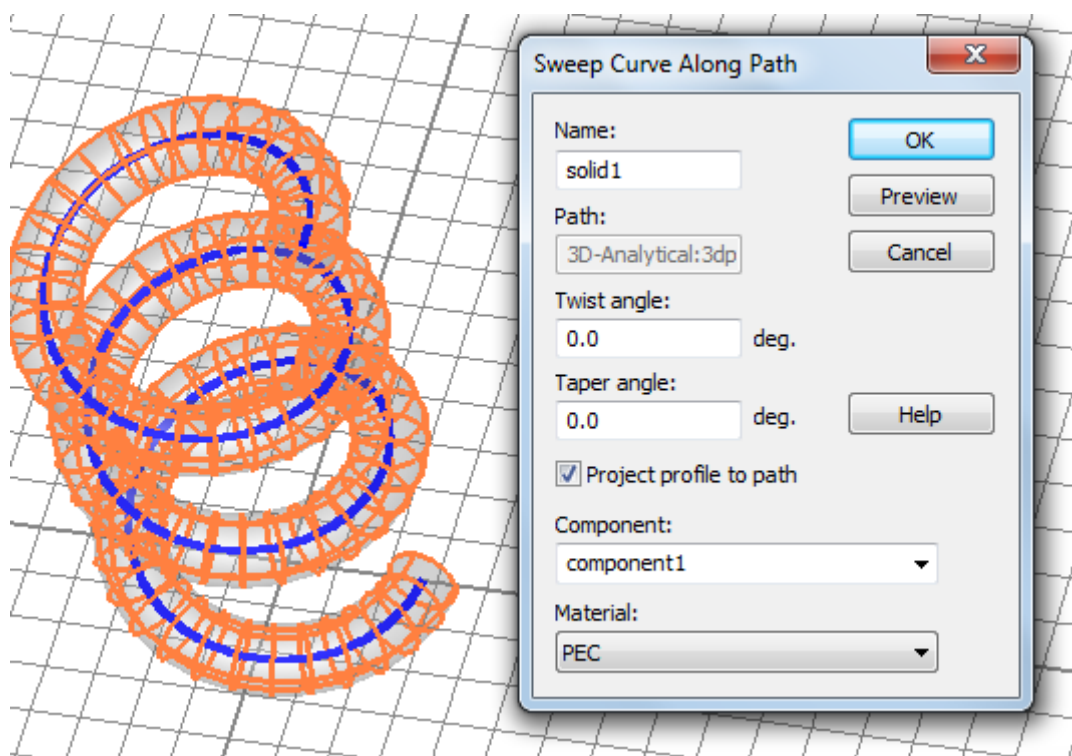 Sweep Curve Along Path
Name:
solid1
Path:
3D-Analytical:3dp
Twist angle:
0.0 deg.
Taper angle:
0.0 deg.
Project profile to path
Component:
component1
Material:
PEC
OK
Preview
Cancel
Help